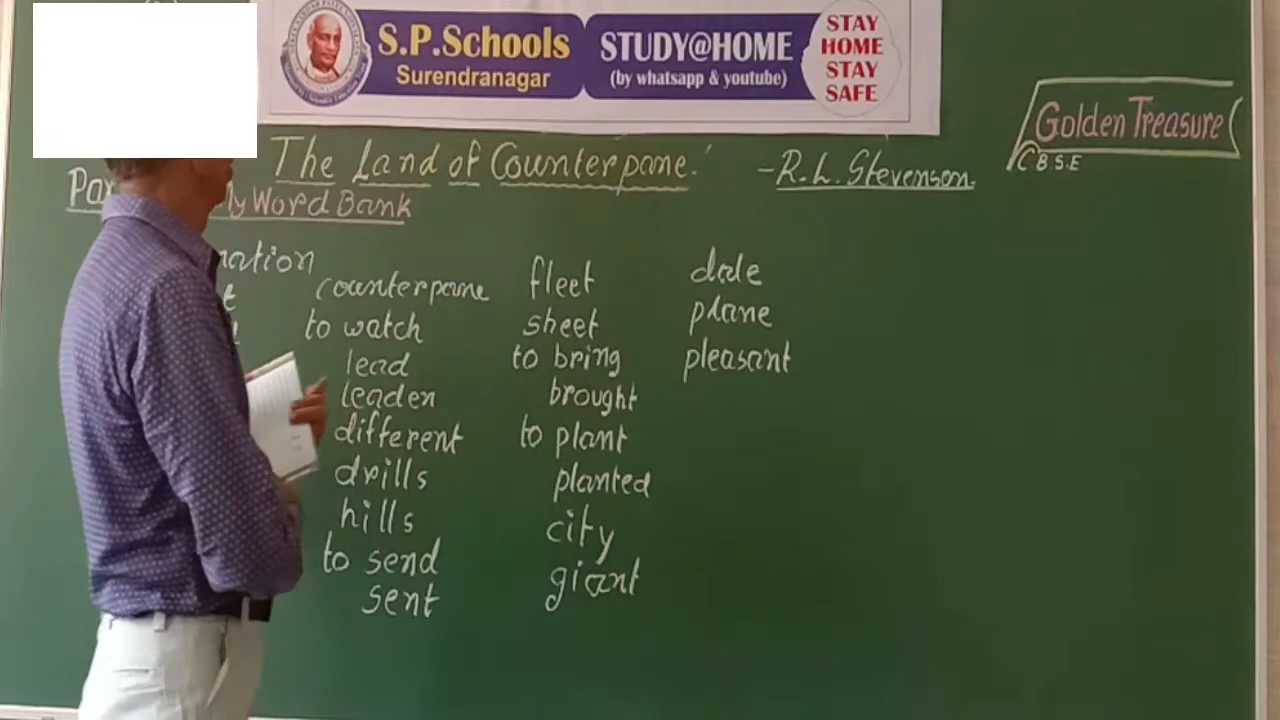 S.P.Schools
Surendranagar
STUDY@HOME
(by whatsapp & youtube)
STAY
HOME
STAY
SAFE
Golden Treasure
C.B.S.E
The Land of Counterpane.
- R. L. Stevenson.
My Word Bank
counterpane
to watch
lead
leaden
different
drills
hills
to send
sent
fleet
sheet
to bring
brought
to plant
planted
city
giant
dale
plane
pleasant